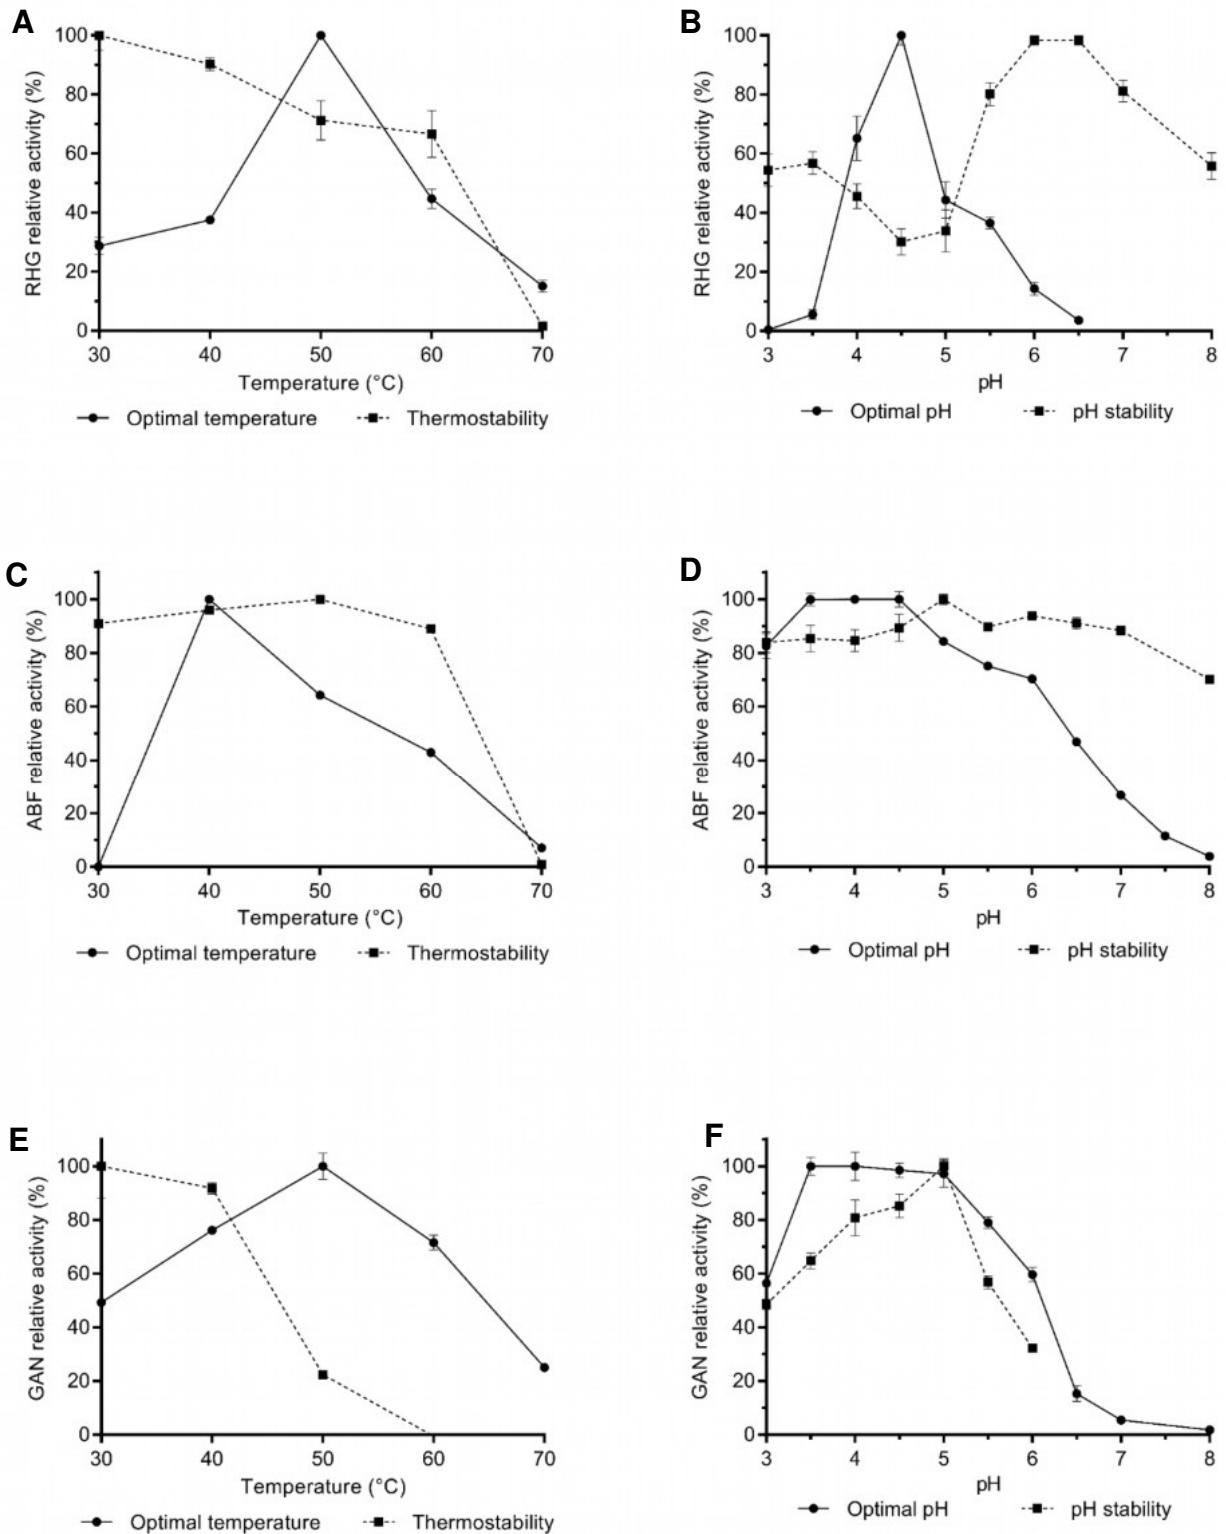 A
RHG relative activity (%)
100
80
60
40
20
0
30 40 50 60 70
Temperature (°C)
Optimal temperature Thermostability
B
RHG relative activity (%)
100
80
60
40
20
0
3 4 5 6 7 8
pH
Optimal pH pH stability
C
ABF relative activity (%)
100
80
60
40
20
0
30 40 50 60 70
Temperature (°C)
Optimal temperature Thermostability
D
ABF relative activity (%)
100
80
60
40
20
0
3 4 5 6 7 8
pH
Optimal pH pH stability
E
GAN relative activity (%)
100
80
60
40
20
0
30 40 50 60 70
Temperature (°C)
Optimal temperature Thermostability
F
GAN relative activity (%)
100
80
60
40
20
0
3 4 5 6 7 8
pH
Optimal pH pH stability